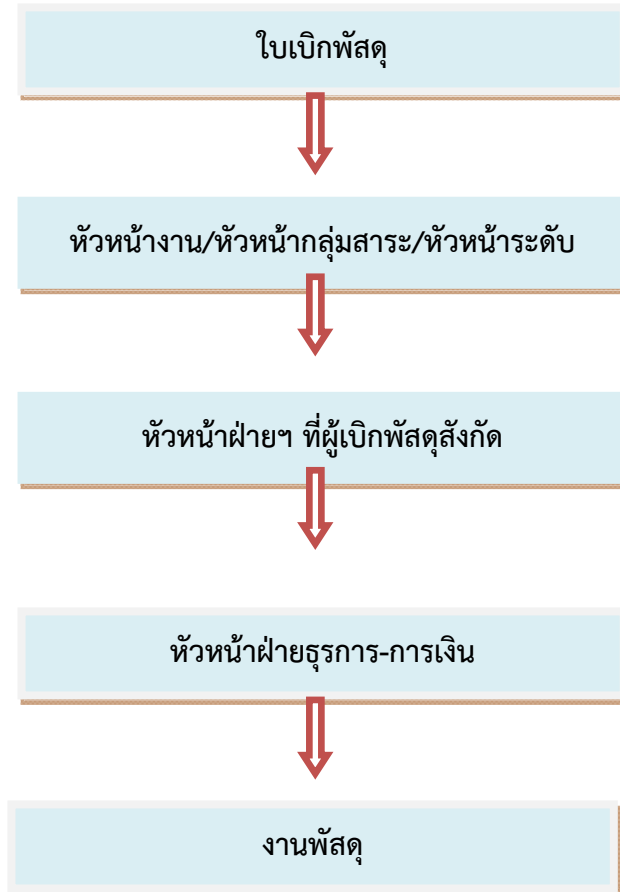 ใบเบิกพัสดุ
หัวหน้างาน/หัวหน้ากลุ่มสาระ/หัวหน้าระดับ
หัวหน้าฝ่ายฯ ที่ผู้เบิกพัสดุสังกัด
หัวหน้าฝ่ายธุรการ-การเงิน
งานพัสดุ